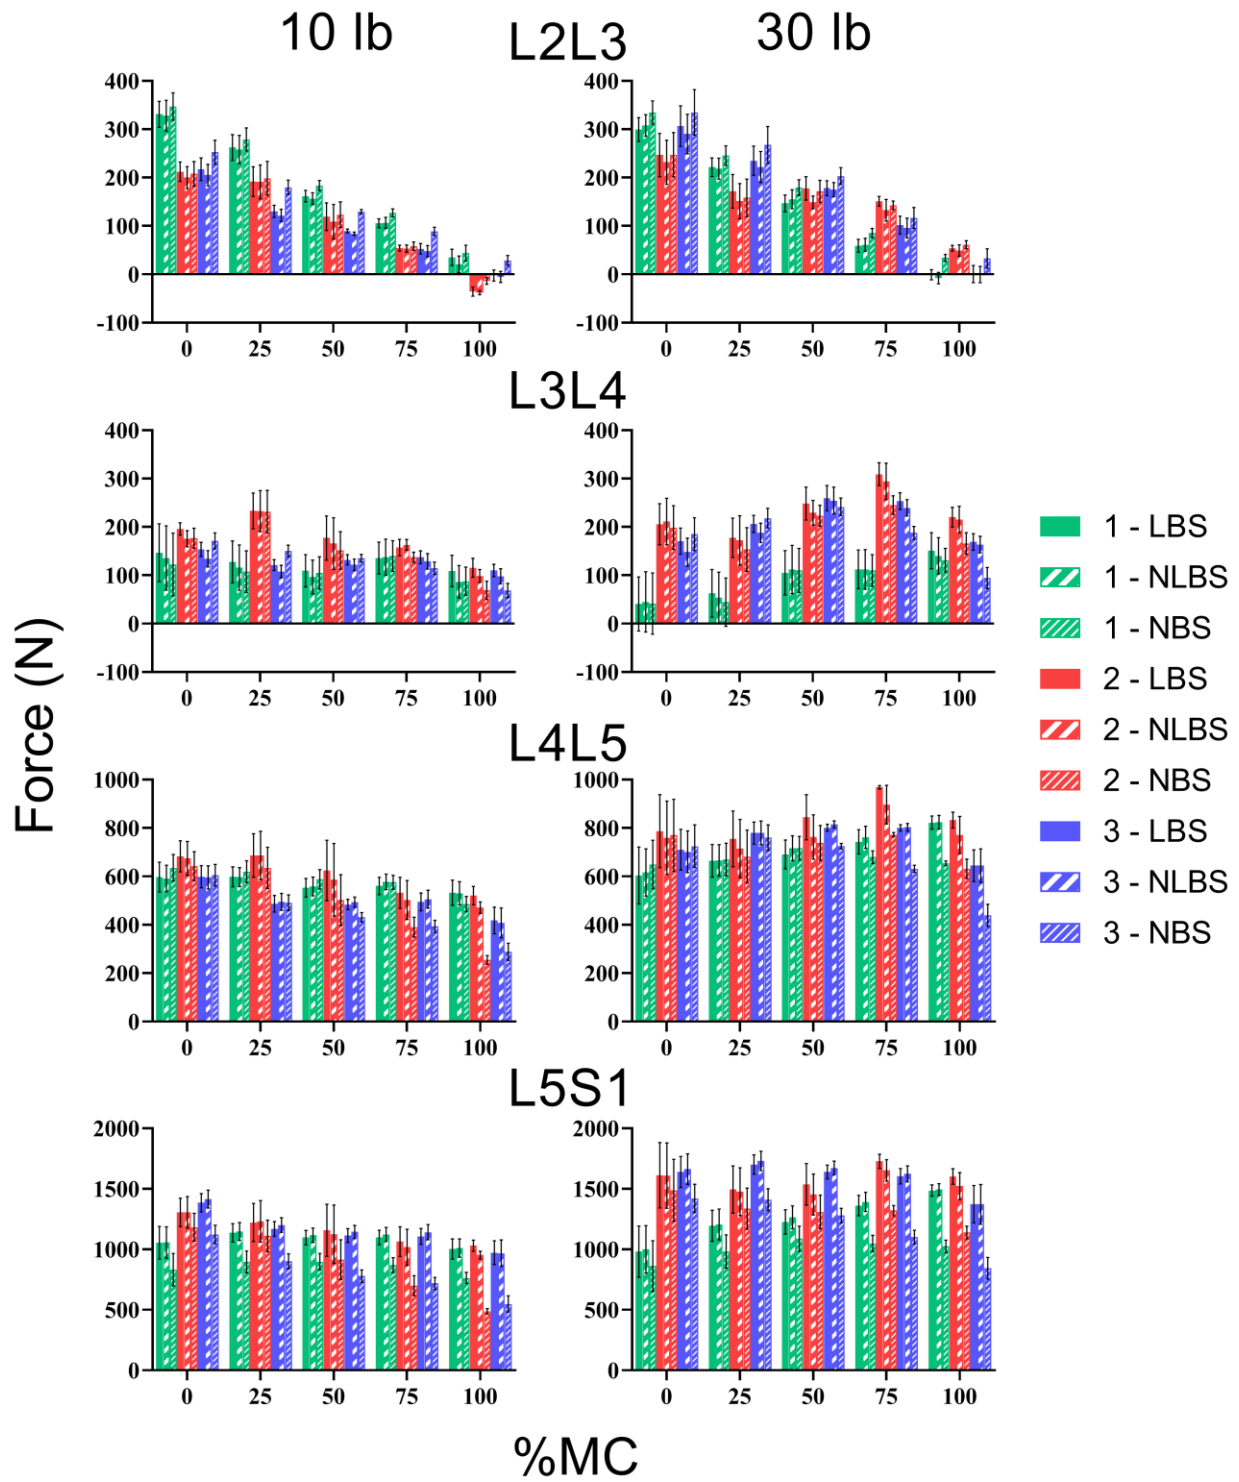 10 lb
30 lb
L2L3
400
300
200
100
0
-100
0 25 50 75 100
400
300
200
100
0
-100
0 25 50 75 100
L3L4
400
300
200
100
0
-100
0 25 50 75 100
400
300
200
100
0
-100
0 25 50 75 100
L4L5
1000
800
600
400
200
0
0 25 50 75 100
1000
800
600
400
200
0
0 25 50 75 100
L5S1
2000
1500
1000
500
0
0 25 50 75 100
2000
1500
1000
500
0
0 25 50 75 100
Force (N)
%MC
1 - LBS
1 - NLBS
1 - NBS
2 - LBS
2 - NLBS
2 - NBS
3 - LBS
3 - NLBS
3 - NBS